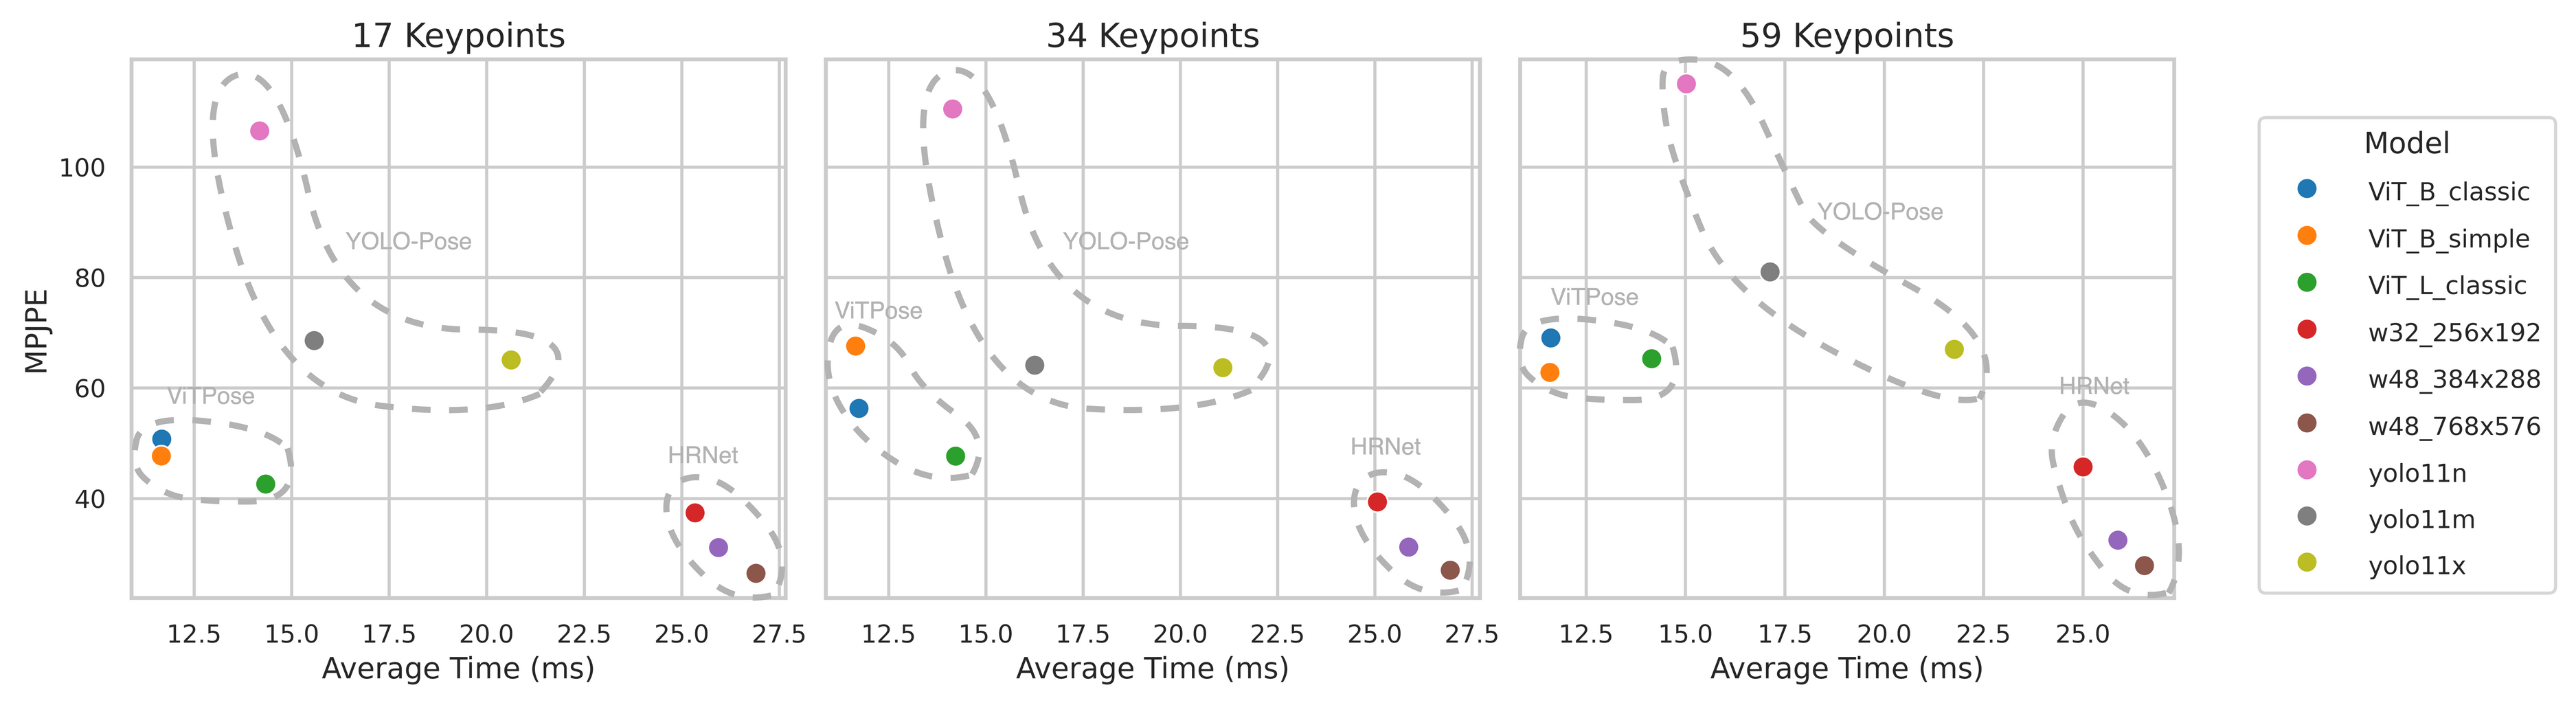 17 Keypoints
34 Keypoints
59 Keypoints
MPJPE
100
80
60
40
YOLO-Pose
ViTPose
HRNet
12.5 15.0 17.5 20.0 22.5 25.0 27.5
Average Time (ms)
YOLO-Pose
ViTPose
HRNet
12.5 15.0 17.5 20.0 22.5 25.0 27.5
Average Time (ms)
YOLO-Pose
ViTPose
HRNet
12.5 15.0 17.5 20.0 22.5 25.0
Average Time (ms)
Model
ViT_B_classic
ViT_B_simple
ViT_L_classic
w32_256x192
w48_384x288
w48_768x576
yolo11n
yolo11m
yolo11x